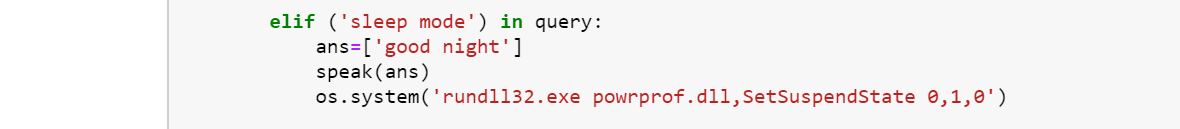 elif ('sleep mode') in query:
ans=['good night']
speak(ans)
os.system('rundll32.exe powrprof.dll,SetSuspendState 0,1,0')